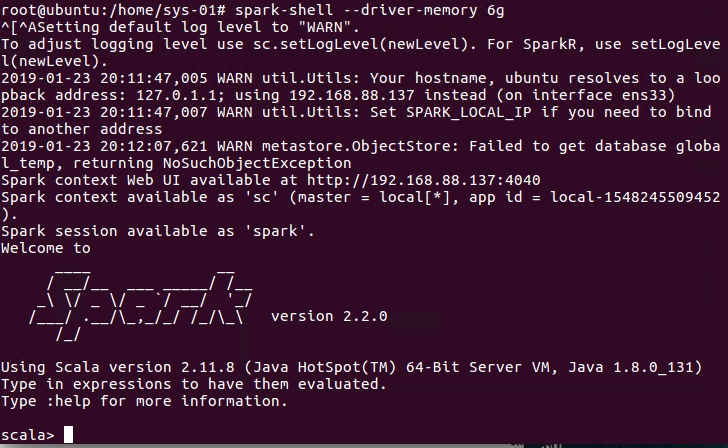 root@ubuntu:/home/sys-01# spark-shell --driver-memory 6g
^[^ASetting default log level to "WARN".
To adjust logging level use sc.setLogLevel(newLevel). For SparkR, use setLogLeve
l(newLevel).
2019-01-23 20:11:47,005 WARN util.Utils: Your hostname, ubuntu resolves to a loo
pback address: 127.0.1.1; using 192.168.88.137 instead (on interface ens33)
2019-01-23 20:11:47,007 WARN util.Utils: Set SPARK_LOCAL_IP if you need to bind
to another address
2019-01-23 20:12:07,621 WARN metastore.ObjectStore: Failed to get database globa
l_temp, returning NoSuchObjectException
Spark context Web UI available at http://192.168.88.137:4040
Spark context available as 'sc' (master = local[*], app id = local-1548245509452
).
Spark session available as 'spark'.
Welcome to
      ____              __
     / __/__  ___ _____/ /__
    _\ \/ _ \/ _ `/ __/  '_/
   /___/ .__/\_,_/_/ /_/\_\   version 2.2.0
      /_/
Using Scala version 2.11.8 (Java HotSpot(TM) 64-Bit Server VM, Java 1.8.0_131)
Type in expressions to have them evaluated.
Type :help for more information.
scala>